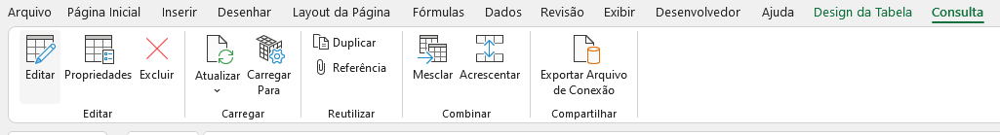 Arquivo Página Inicial Inserir Desenhar Layout da Página Fórmulas Dados Revisão Exibir Desenvolvedor Ajuda Design da Tabela Consulta
Editar Propriedades Excluir Atualizar Carregar Para Duplicar Referência Mesclar Acrescentar Exportar Arquivo de Conexão
Editar Carregar Reutilizar Combinar Compartilhar